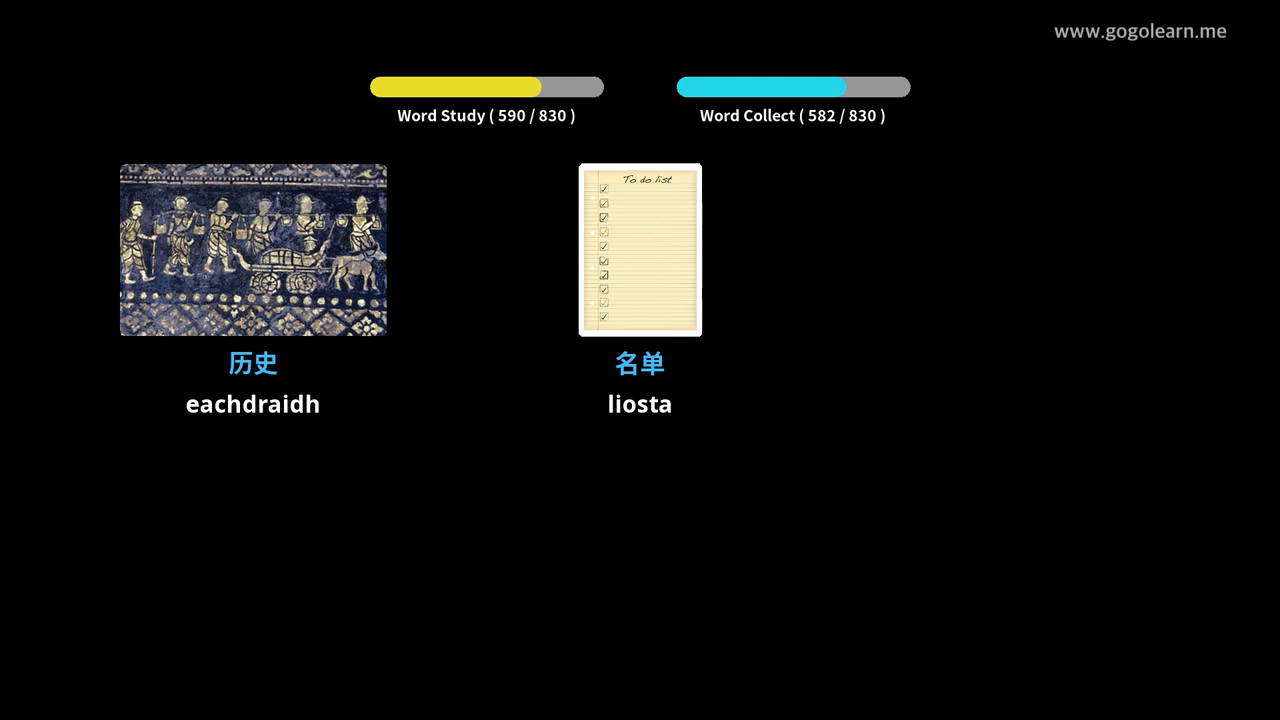 www.gogolearn.me
Word Study ( 590 / 830 )
Word Collect ( 582 / 830 )
To do list
历史
名单
eachdraidh
liosta